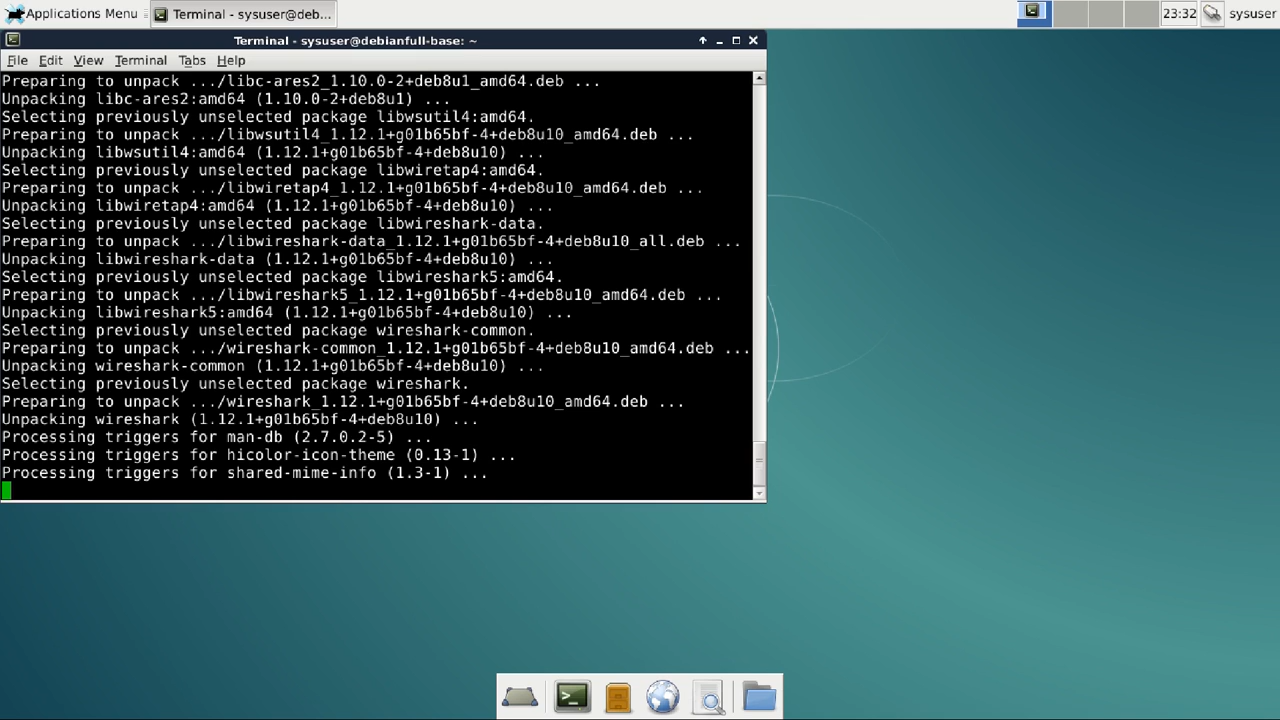 Applications Menu
Terminal - sysuser@deb...
23:32
sysuser
Terminal - sysuser@debianfull-base: ~
File Edit View Terminal Tabs Help
Preparing to unpack .../libc-ares2_1.10.0-2+deb8u1_amd64.deb ...
Unpacking libc-ares2:amd64 (1.10.0-2+deb8u1) ...
Selecting previously unselected package libwsutil4:amd64.
Preparing to unpack .../libwsutil4_1.12.1+g01b65bf-4+deb8u10_amd64.deb ...
Unpacking libwsutil4:amd64 (1.12.1+g01b65bf-4+deb8u10) ...
Selecting previously unselected package libwiretap4:amd64.
Preparing to unpack .../libwiretap4_1.12.1+g01b65bf-4+deb8u10_amd64.deb ...
Unpacking libwiretap4:amd64 (1.12.1+g01b65bf-4+deb8u10) ...
Selecting previously unselected package libwireshark-data.
Preparing to unpack .../libwireshark-data_1.12.1+g01b65bf-4+deb8u10_all.deb ...
Unpacking libwireshark-data (1.12.1+g01b65bf-4+deb8u10) ...
Selecting previously unselected package libwireshark5:amd64.
Preparing to unpack .../libwireshark5_1.12.1+g01b65bf-4+deb8u10_amd64.deb ...
Unpacking libwireshark5:amd64 (1.12.1+g01b65bf-4+deb8u10) ...
Selecting previously unselected package wireshark-common.
Preparing to unpack .../wireshark-common_1.12.1+g01b65bf-4+deb8u10_amd64.deb ...
Unpacking wireshark-common (1.12.1+g01b65bf-4+deb8u10) ...
Selecting previously unselected package wireshark.
Preparing to unpack .../wireshark_1.12.1+g01b65bf-4+deb8u10_amd64.deb ...
Unpacking wireshark (1.12.1+g01b65bf-4+deb8u10) ...
Processing triggers for man-db (2.7.0.2-5) ...
Processing triggers for hicolor-icon-theme (0.13-1) ...
Processing triggers for shared-mime-info (1.3-1) ...